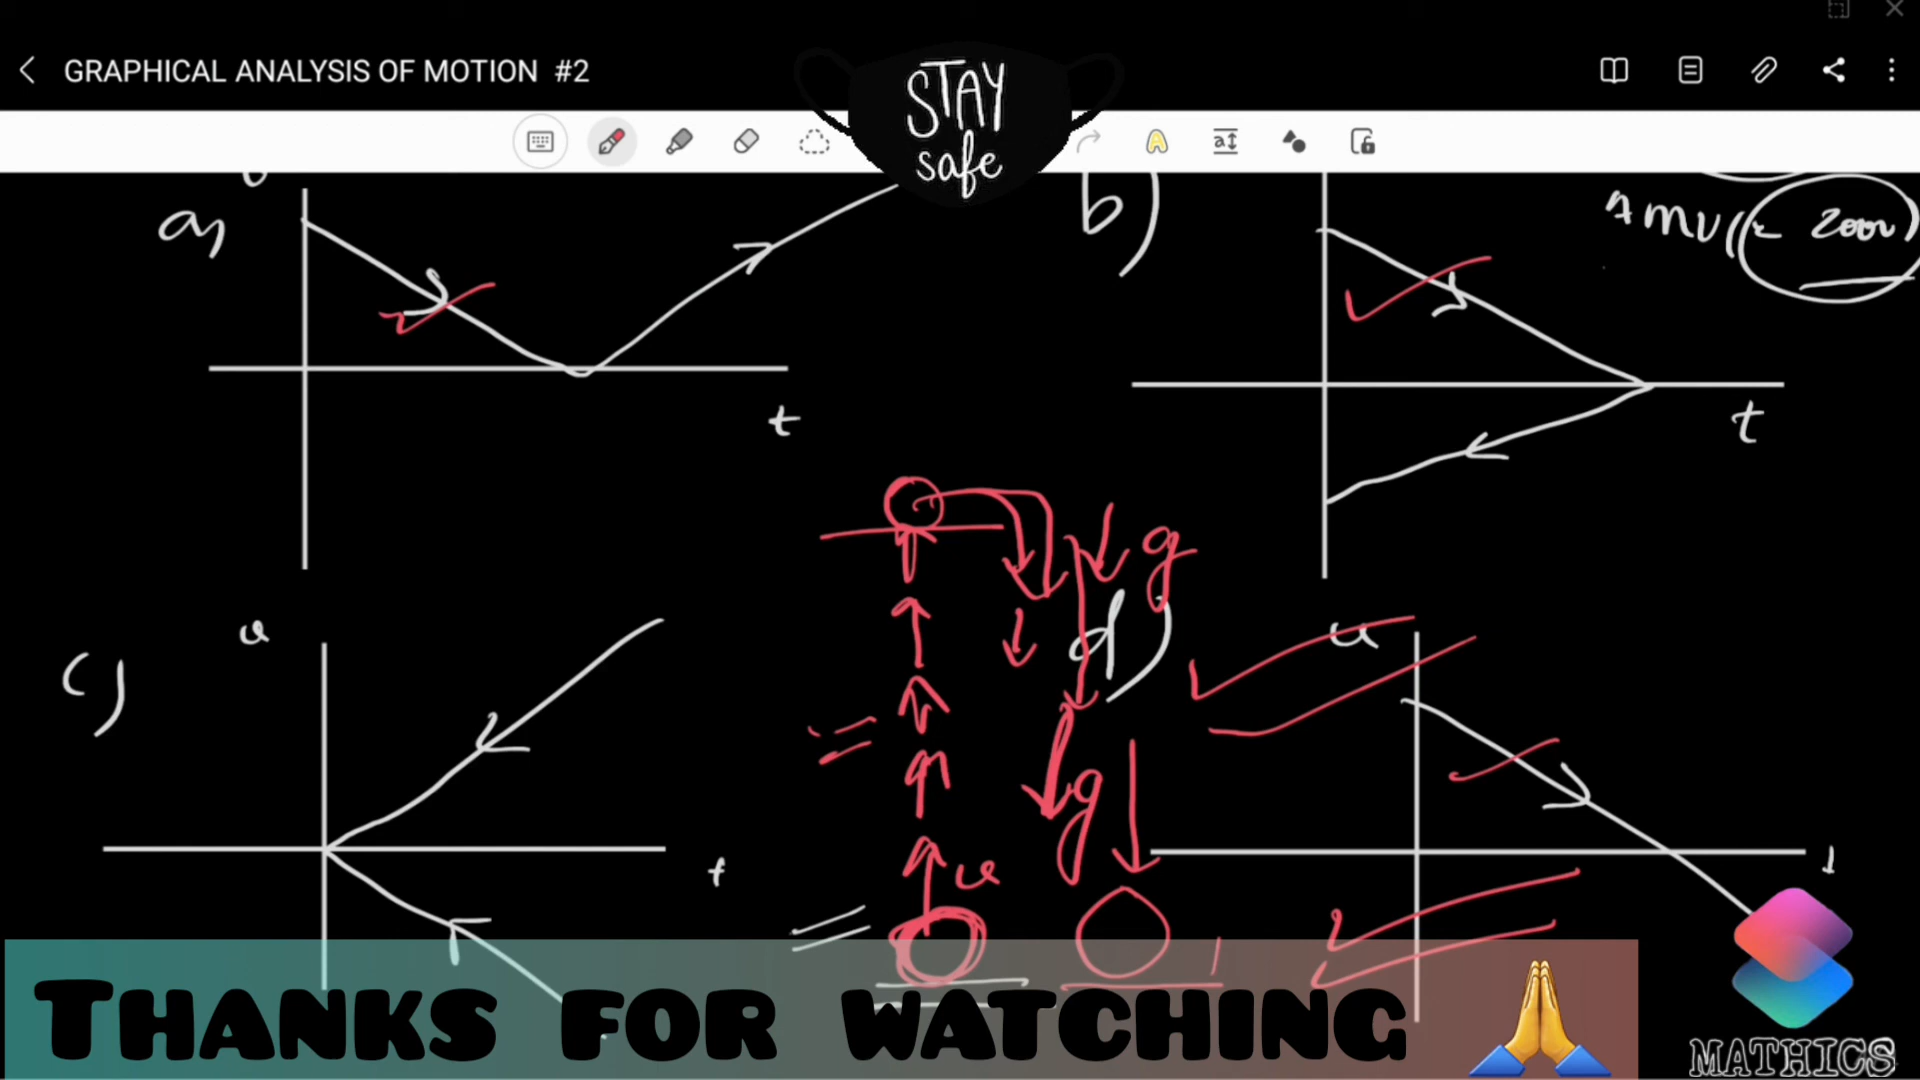 GRAPHICAL ANALYSIS OF MOTION #2
STAY
safe
a)
b)
t
t
g
c)
u
d)
u
g
u
t
THANKS FOR WATCHING 🙏
MATHICS